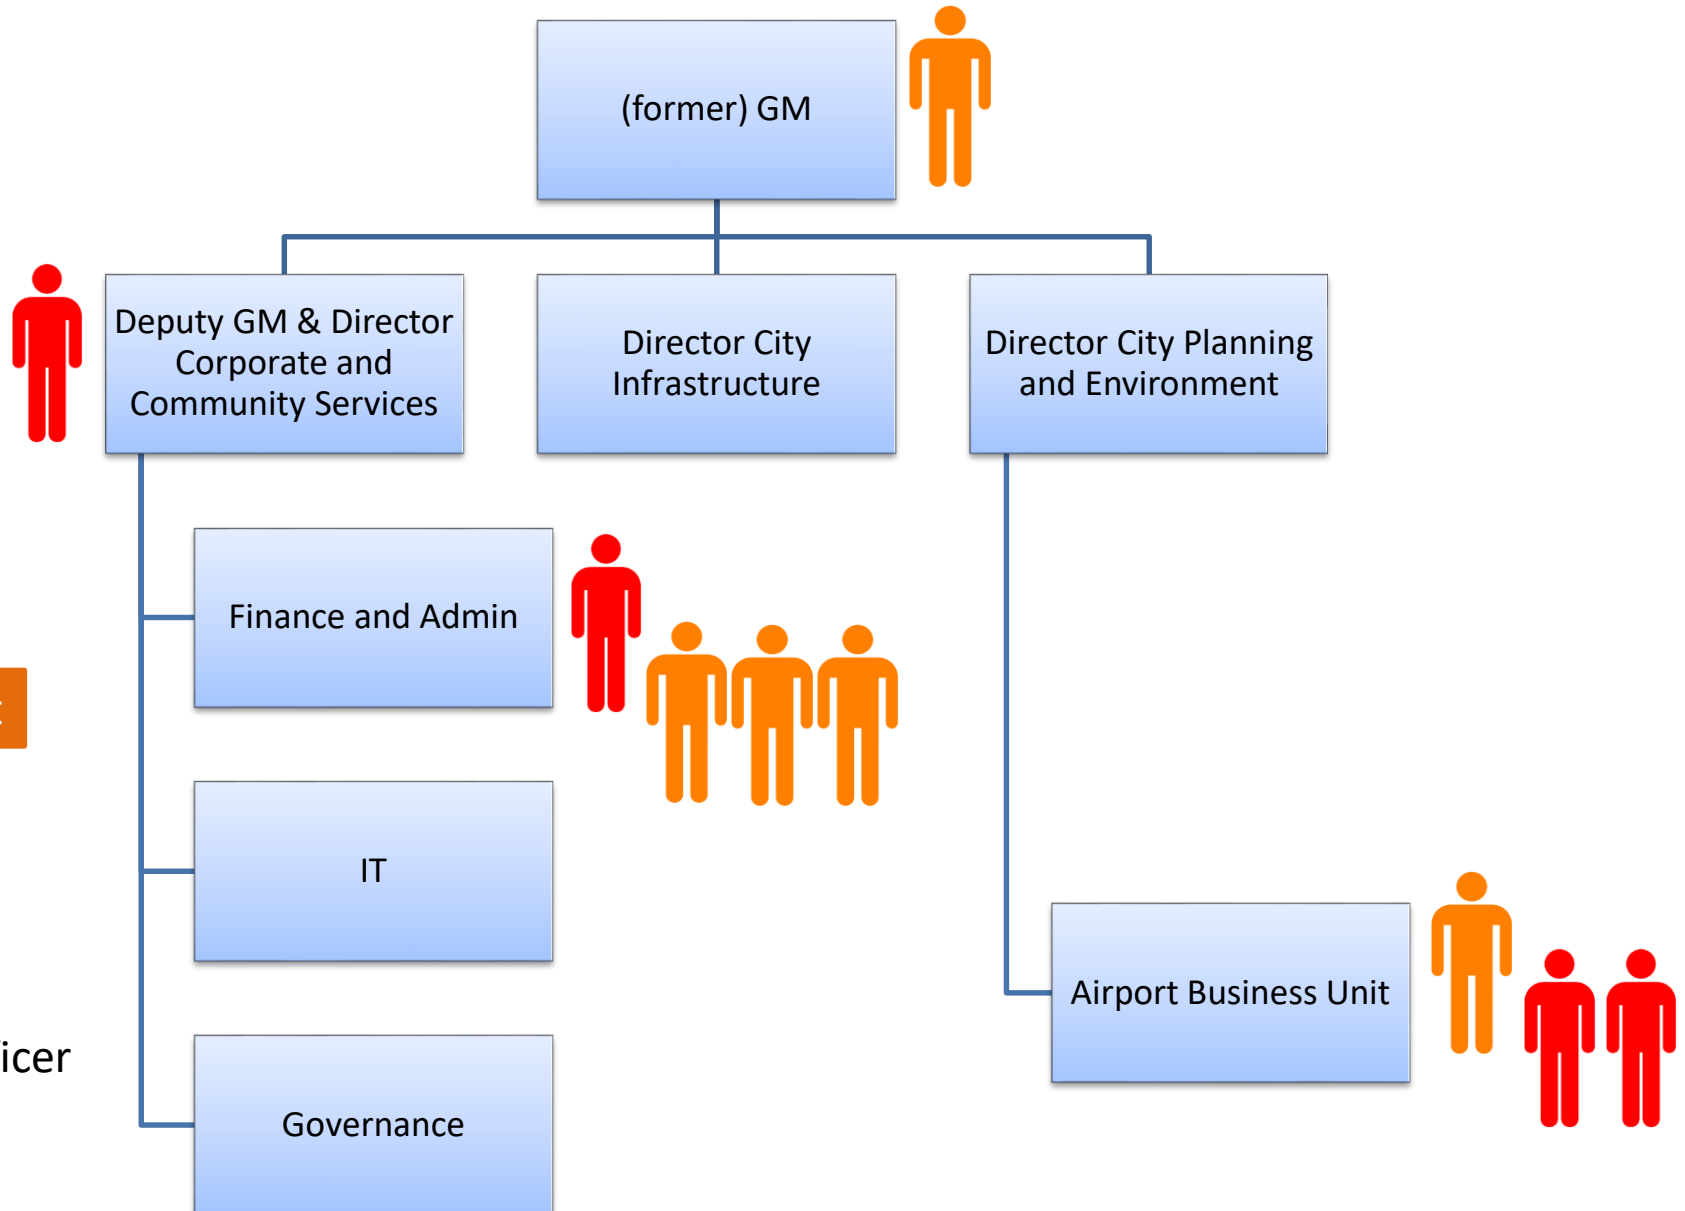 (former) GM
Deputy GM & Director
Corporate and
Community Services
Director City
Infrastructure
Director City Planning
and Environment
Finance and Admin
IT
Airport Business Unit
Governance